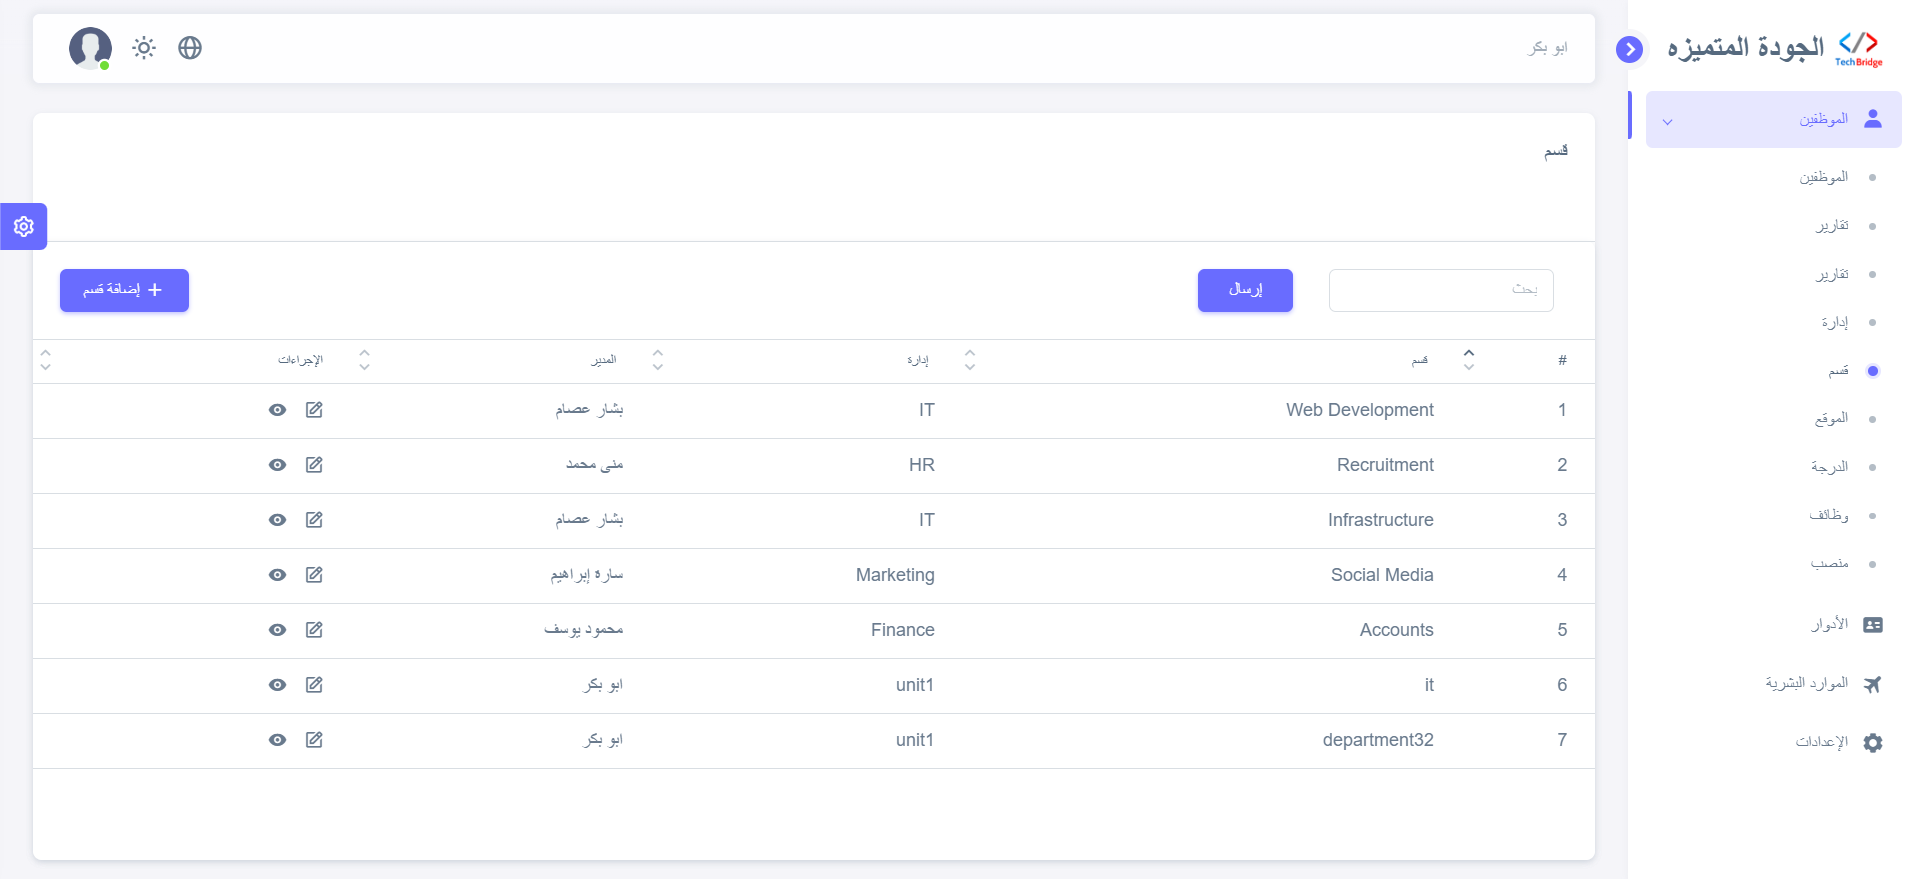 الجودة المتميزه
TechBridge
ابو بكر
الموظفين
الموظفين
تقارير
تقارير
إدارة
قسم
الموقع
الدرجة
وظائف
منصب
الأدوار
الموارد البشرية
الإعدادات
قسم
بحث
إرسال
إضافة قسم
# قسم إدارة المدير الإجراءات
1 Web Development IT بشار عصام
2 Recruitment HR منى محمد
3 Infrastructure IT بشار عصام
4 Social Media Marketing سارة إبراهيم
5 Accounts Finance محمود يوسف
6 it unit1 ابو بكر
7 department32 unit1 ابو بكر